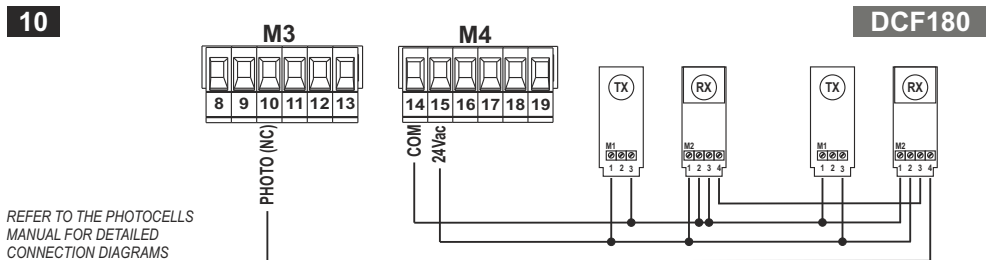 10
DCF180
M3
M4
8 9 10 11 12 13
14 15 16 17 18 19
PHOTO (NC)
COM
24Vac
TX
RX
TX
RX
M1
M2
M1
M2
1 2 3
1 2 3 4
1 2 3
1 2 3 4
REFER TO THE PHOTOCELLS
MANUAL FOR DETAILED
CONNECTION DIAGRAMS